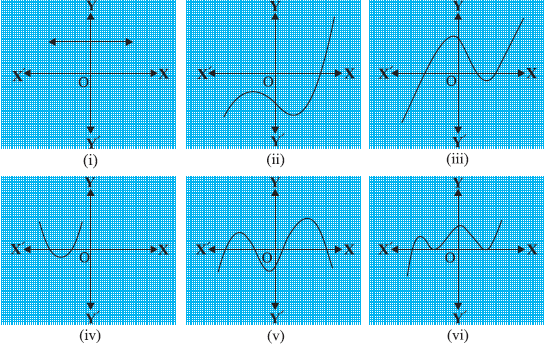 Y Y Y
X′ O X X′ O X X′ O X
Y′ Y′ Y′
(i) (ii) (iii)
Y Y Y
X′ O X X′ O X X′ O X
Y′ Y′ Y′
(iv) (v) (vi)